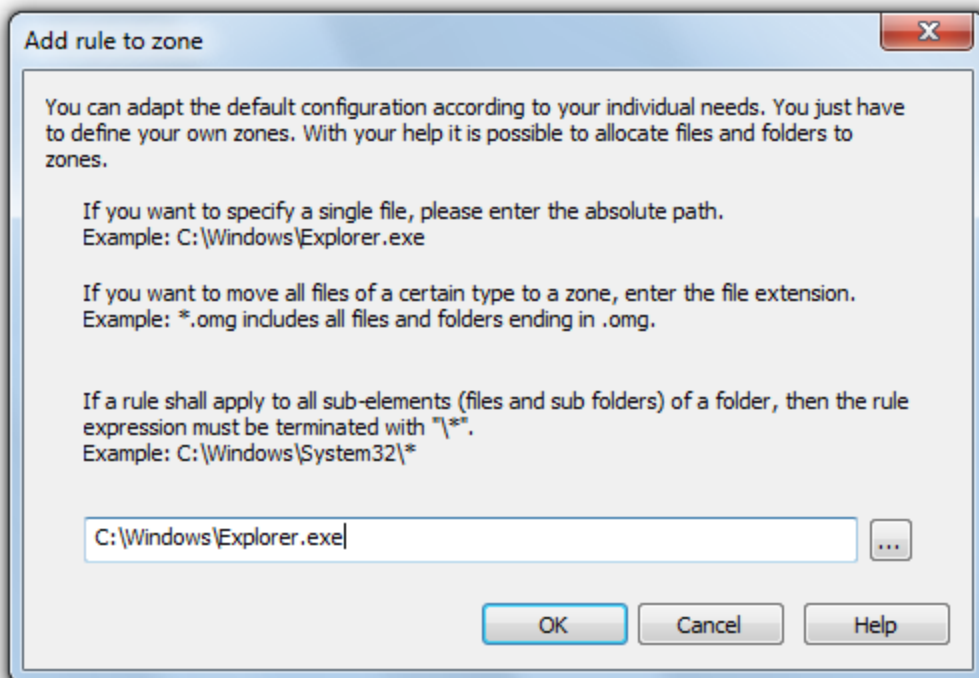 Add rule to zone
You can adapt the default configuration according to your individual needs. You just have
to define your own zones. With your help it is possible to allocate files and folders to
zones.
If you want to specify a single file, please enter the absolute path.
Example: C:\Windows\Explorer.exe
If you want to move all files of a certain type to a zone, enter the file extension.
Example: *.omg includes all files and folders ending in .omg.
If a rule shall apply to all sub-elements (files and sub folders) of a folder, then the rule
expression must be terminated with "\*".
Example: C:\Windows\System32\*
C:\Windows\Explorer.exe
...
OK Cancel Help